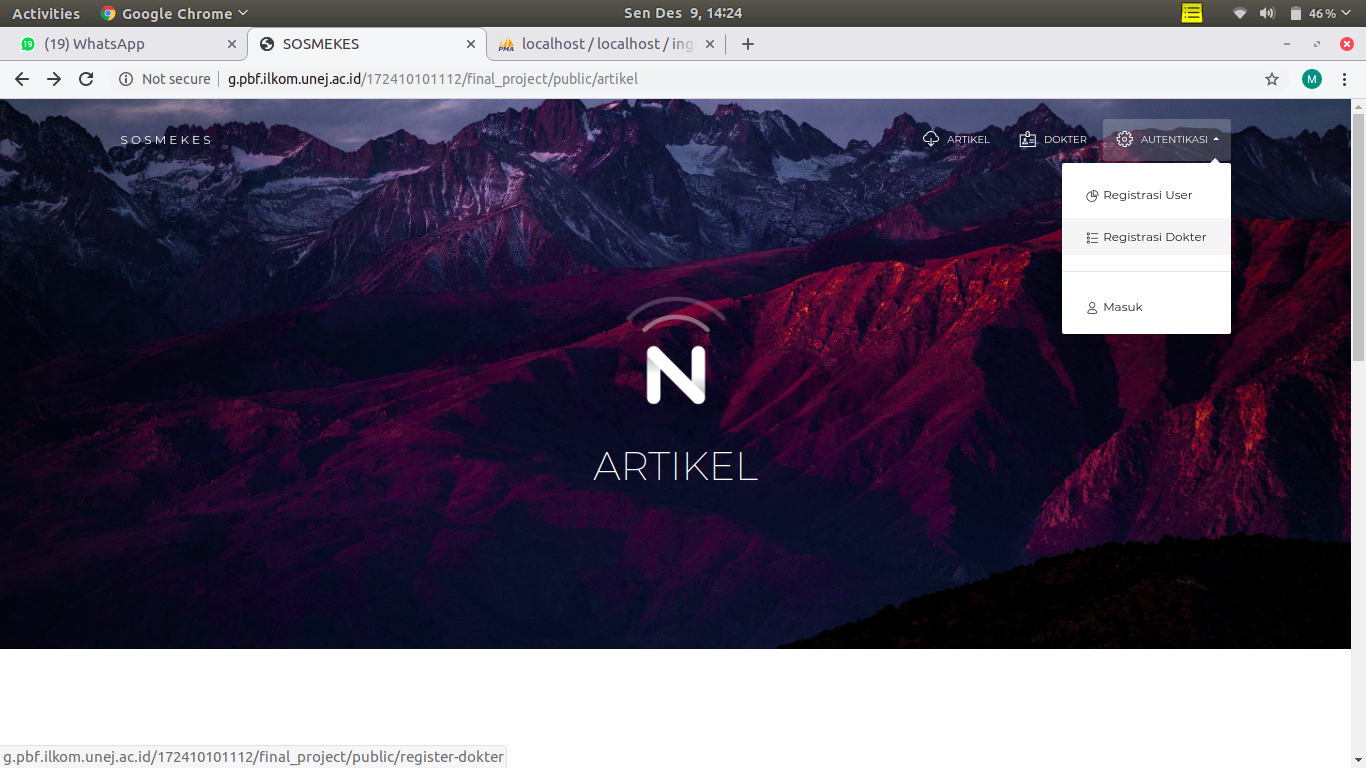 Activities Google Chrome Sen Des 9, 14:24 46%
19 (19) WhatsApp SOSMEKES PMA localhost / localhost / ing
Not secure g.pbf.ilkom.unej.ac.id/172410101112/final_project/public/artikel M
SOSMEKES ARTIKEL DOKTER AUTENTIKASI
Registrasi User
Registrasi Dokter
Masuk
N
ARTIKEL
g.pbf.ilkom.unej.ac.id/172410101112/final_project/public/register-dokter